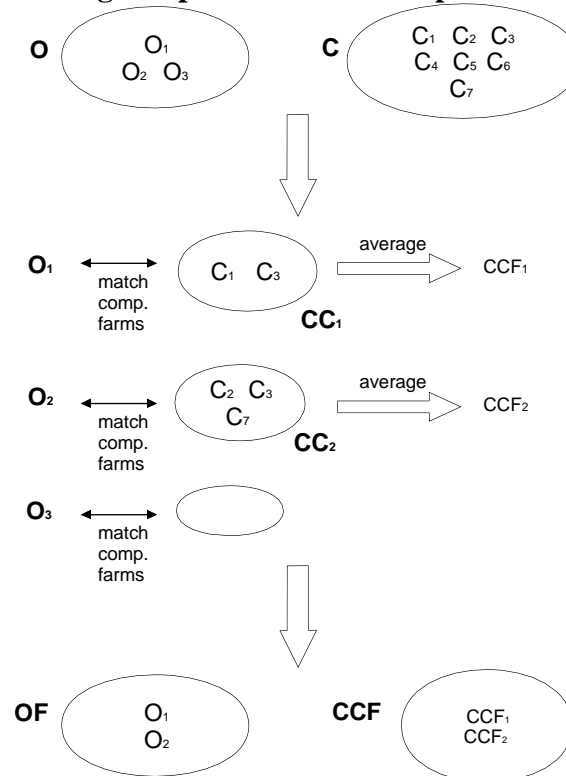 O
O₁
O₂ O₃
C
C₁ C₂ C₃
C₄ C₅ C₆
C₇
O₁
match
comp.
farms
C₁ C₃
CC₁
average
CCF₁
O₂
match
comp.
farms
C₂ C₃
C₇
CC₂
average
CCF₂
O₃
match
comp.
farms
OF
O₁
O₂
CCF
CCF₁
CCF₂